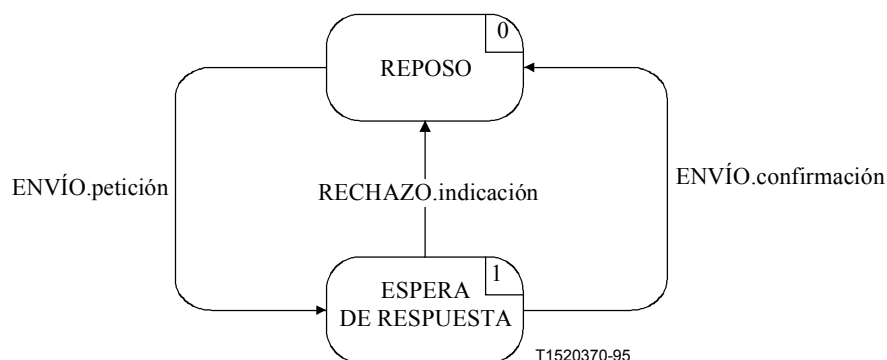 0
REPOSO
ENVÍO.petición
RECHAZO.indicación
ENVÍO.confirmación
1
ESPERA
DE RESPUESTA
T1520370-95